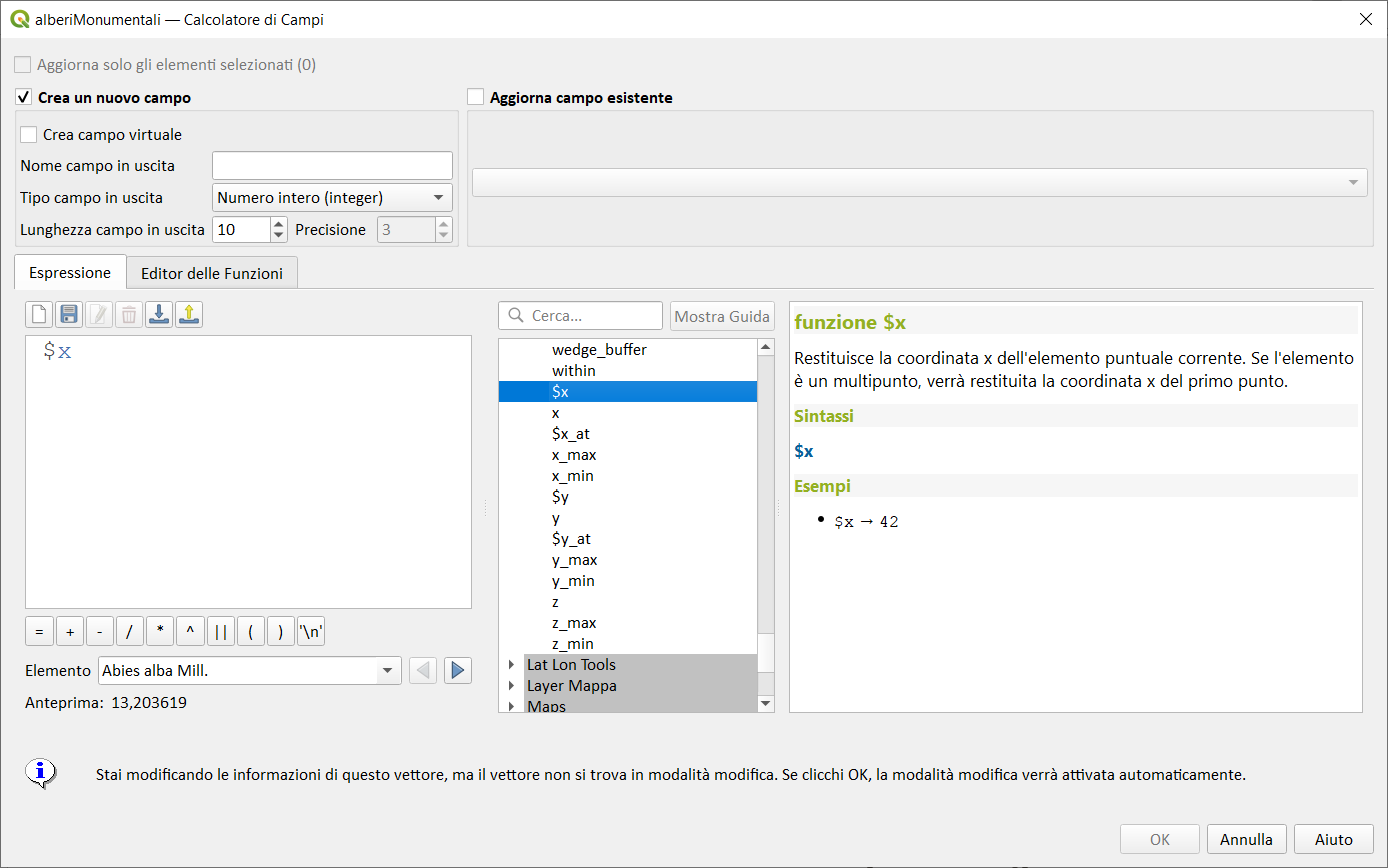 alberiMonumentali — Calcolatore di Campi
Aggiorna solo gli elementi selezionati (0)
Crea un nuovo campo
Aggiorna campo esistente
Crea campo virtuale
Nome campo in uscita
Tipo campo in uscita Numero intero (integer)
Lunghezza campo in uscita 10 Precisione 3
Espressione Editor delle Funzioni
$x
= + - / * ^ || ( ) '\n'
Elemento Abies alba Mill.
Anteprima: 13,203619
Cerca... Mostra Guida
wedge_buffer
within
$x
x
$x_at
x_max
x_min
$y
y
$y_at
y_max
y_min
z
z_max
z_min
Lat Lon Tools
Layer Mappa
Maps
funzione $x
Restituisce la coordinata x dell'elemento puntuale corrente. Se l'elemento
è un multipunto, verrà restituita la coordinata x del primo punto.
Sintassi
$x
Esempi
• $x → 42
Stai modificando le informazioni di questo vettore, ma il vettore non si trova in modalità modifica. Se clicchi OK, la modalità modifica verrà attivata automaticamente.
OK Annulla Aiuto